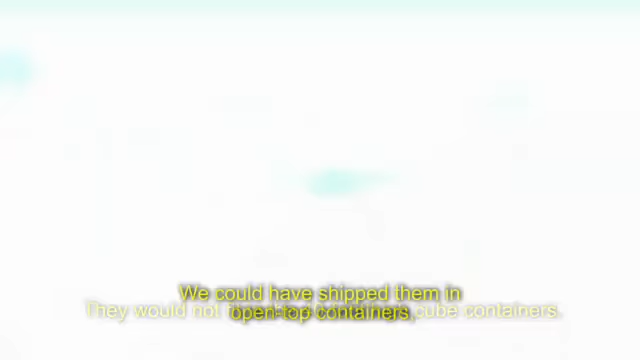 We could have shipped them in
open-top containers,
They would not cube containers.